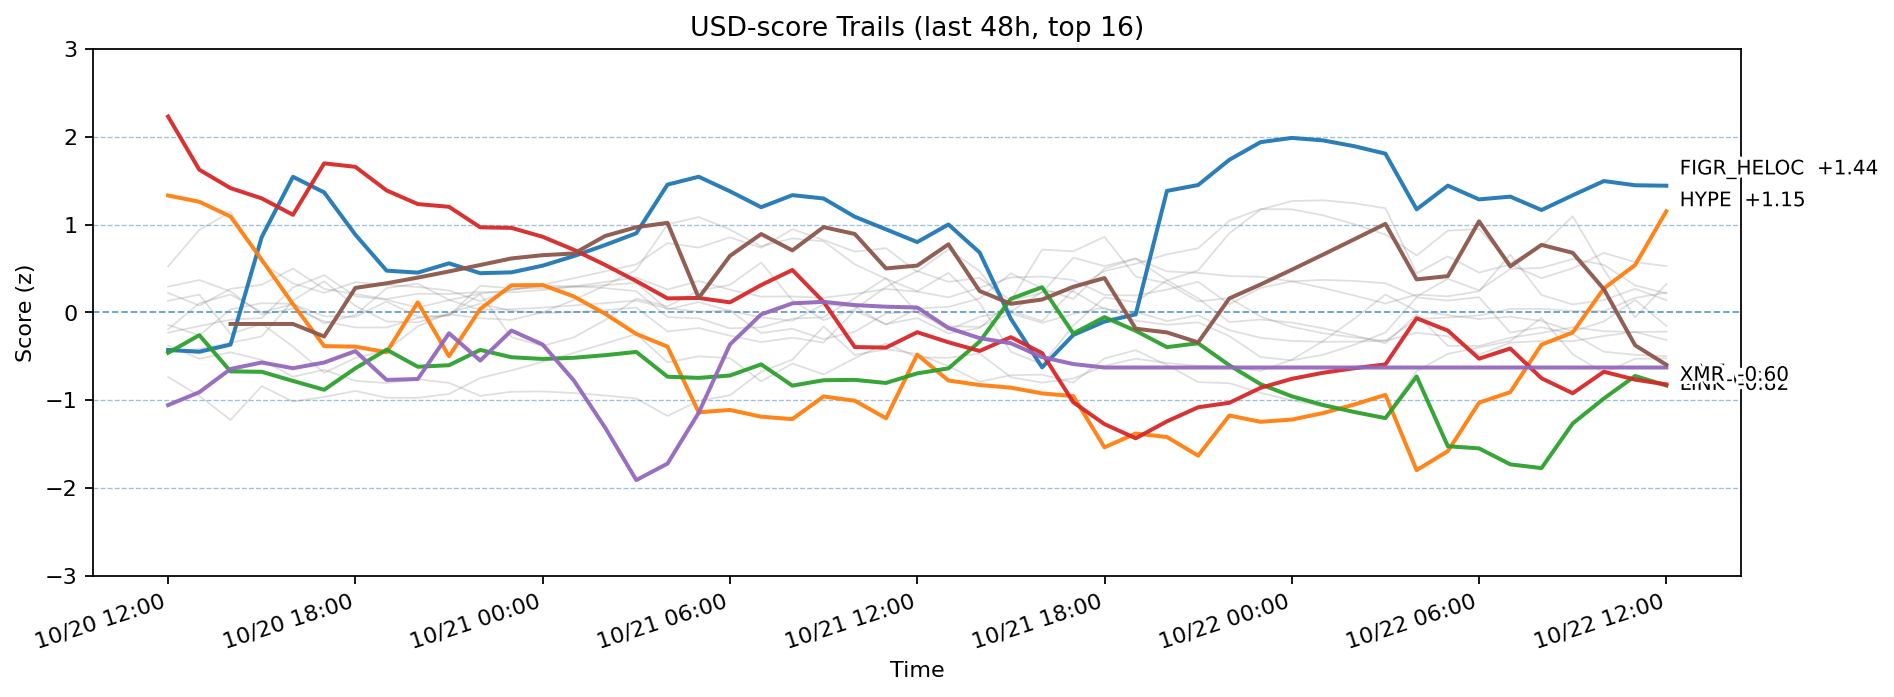 USD-score Trails (last 48h, top 16)
Score (z)
3
2
1
0
−1
−2
−3
FIGR_HELOC +1.44
HYPE +1.15
XMR -0.60
10/20 12:00
10/20 18:00
10/21 00:00
10/21 06:00
10/21 12:00
10/21 18:00
10/22 00:00
10/22 06:00
10/22 12:00
Time